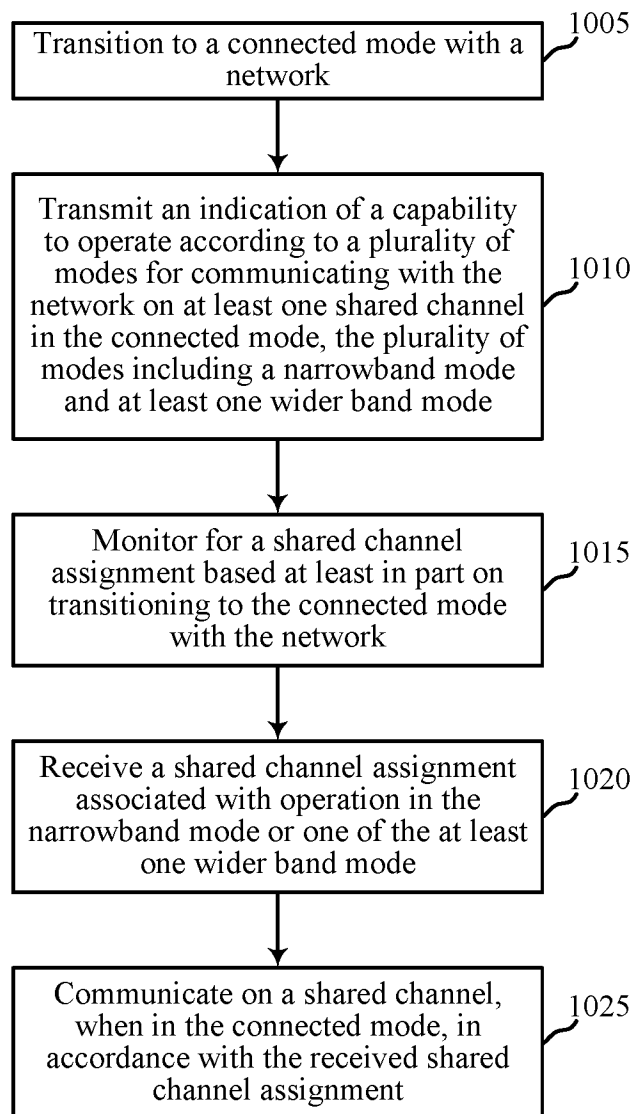 Transition to a connected mode with a
network
1005
Transmit an indication of a capability
to operate according to a plurality of
modes for communicating with the
network on at least one shared channel
in the connected mode, the plurality of
modes including a narrowband mode
and at least one wider band mode
1010
Monitor for a shared channel
assignment based at least in part on
transitioning to the connected mode
with the network
1015
Receive a shared channel assignment
associated with operation in the
narrowband mode or one of the at least
one wider band mode
1020
Communicate on a shared channel,
when in the connected mode, in
accordance with the received shared
channel assignment
1025